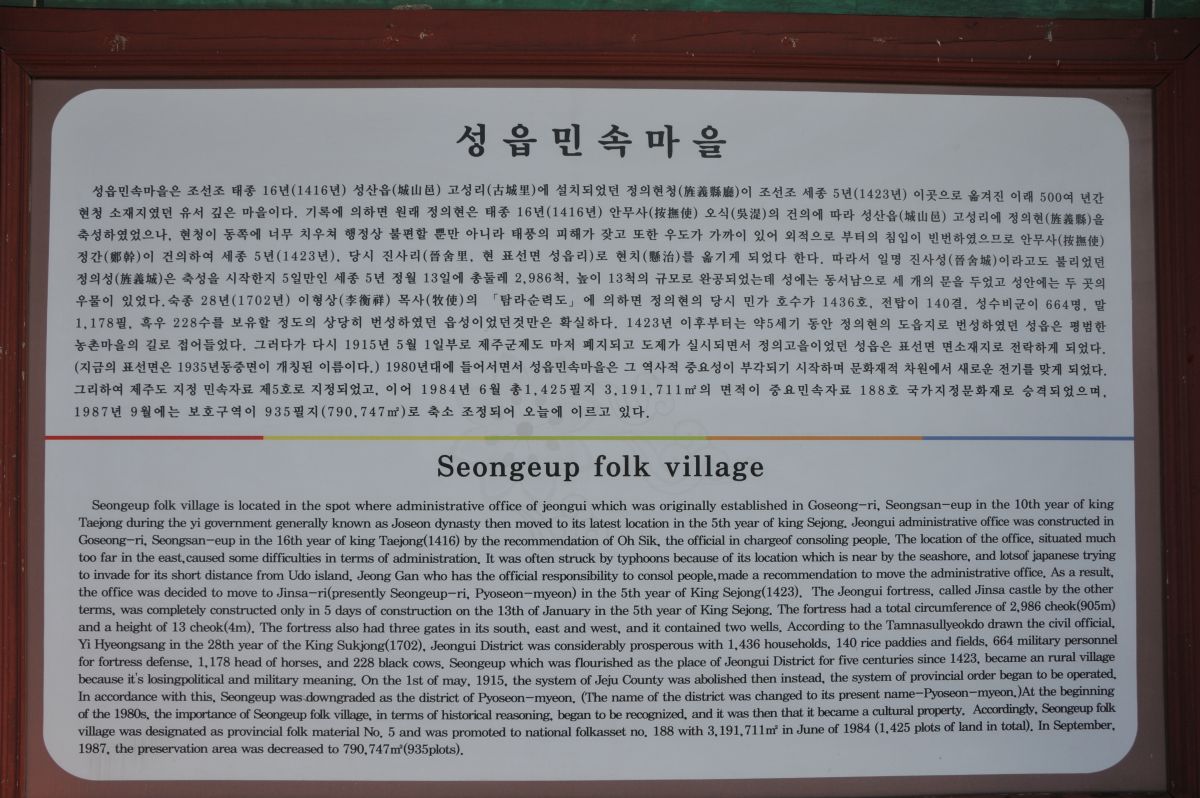 성읍민속마을
성읍민속마을은 조선조 태종 16년(1416년) 성산읍(城山邑) 고성리(古城里)에 설치되었던 정의현청(旌義縣廳)이 조선조 세종 5년(1423년) 이곳으로 옮겨진 이래 500여 년간
현청 소재지였던 유서 깊은 마을이다. 기록에 의하면 원래 정의현은 태종 16년(1416년) 안무사(按撫使) 오식(吳湜)의 건의에 따라 성산읍(城山邑) 고성리에 정의현(旌義縣)을
축성하였었으나, 현청이 동쪽에 너무 치우쳐 행정상 불편할 뿐만 아니라 태풍의 피해가 잦고 또한 우도가 가까이 있어 외적으로 부터의 침입이 빈번하였으므로 안무사(按撫使)
정간(鄭幹)이 건의하여 세종 5년(1423년), 당시 진사리(晉舍里, 현 표선면 성읍리)로 현치(縣治)를 옮기게 되었다 한다. 따라서 일명 진사성(晉舍城)이라고도 불리었던
정의성(旌義城)은 축성을 시작한지 5일만인 세종 5년 정월 13일에 총둘레 2,986척, 높이 13척의 규모로 완공되었는데 성에는 동서남으로 세 개의 문을 두었고 성안에는 두 곳의
우물이 있었다.숙종 28년(1702년) 이형상(李衡祥) 목사(牧使)의 「탐라순력도」에 의하면 정의현의 당시 민가 호수가 1436호, 전답이 140결, 성수비군이 664명, 말
1,178필, 흑우 228수를 보유할 정도의 상당히 번성하였던 읍성이었던것만은 확실하다. 1423년 이후부터는 약5세기 동안 정의현의 도읍지로 번성하였던 성읍은 평범한
농촌마을의 길로 접어들었다. 그러다가 다시 1915년 5월 1일부로 제주군제도 마저 폐지되고 도제가 실시되면서 정의고을이었던 성읍은 표선면 면소재지로 전락하게 되었다.
(지금의 표선면은 1935년동중면이 개칭된 이름이다.) 1980년대에 들어서면서 성읍민속마을은 그 역사적 중요성이 부각되기 시작하며 문화재적 차원에서 새로운 전기를 맞게 되었다.
그리하여 제주도 지정 민속자료 제5호로 지정되었고, 이어 1984년 6월 총1,425필지 3,191,711㎡의 면적이 중요민속자료 188호 국가지정문화재로 승격되었으며,
1987년 9월에는 보호구역이 935필지(790,747㎡)로 축소 조정되어 오늘에 이르고 있다.
Seongeup folk village
Seongeup folk village is located in the spot where administrative office of jeongui which was originally established in Goseong-ri, Seongsan-eup in the 10th year of king
Taejong during the yi government generally known as Joseon dynasty then moved to its latest location in the 5th year of king Sejong. Jeongui administrative office was constructed in
Goseong-ri, Seongsan-eup in the 16th year of king Taejong(1416) by the recommendation of Oh Sik, the official in chargeof consoling people. The location of the office, situated much
too far in the east,caused some difficulties in terms of administration. It was often struck by typhoons because of its location which is near by the seashore, and lotsof japanese trying
to invade for its short distance from Udo island. Jeong Gan who has the official responsibility to consol people,made a recommendation to move the administrative office. As a result,
the office was decided to move to Jinsa-ri(presently Seongeup-ri, Pyoseon-myeon) in the 5th year of King Sejong(1423). The Jeongui fortress, called Jinsa castle by the other
terms, was completely constructed only in 5 days of construction on the 13th of January in the 5th year of King Sejong. The fortress had a total circumference of 2,986 cheok(905m)
and a height of 13 cheok(4m). The fortress also had three gates in its south, east and west, and it contained two wells. According to the Tamnasullyeokdo drawn the civil official,
Yi Hyeongsang in the 28th year of the King Sukjong(1702), Jeongui District was considerably prosperous with 1,436 households, 140 rice paddies and fields, 664 military personnel
for fortress defense, 1,178 head of horses, and 228 black cows. Seongeup which was flourished as the place of Jeongui District for five centuries since 1423, became an rural village
because it's losingpolitical and military meaning. On the 1st of may, 1915, the system of Jeju County was abolished then instead, the system of provincial order began to be operated.
In accordance with this, Seongeup was downgraded as the district of Pyoseon-myeon. (The name of the district was changed to its present name-Pyoseon-myeon.)At the beginning
of the 1980s, the importance of Seongeup folk village, in terms of historical reasoning, began to be recognized, and it was then that it became a cultural property. Accordingly, Seongeup folk
village was designated as provincial folk material No. 5 and was promoted to national folkasset no. 188 with 3,191,711㎡ in June of 1984 (1,425 plots of land in total). In September,
1987, the preservation area was decreased to 790,747㎡(935plots).